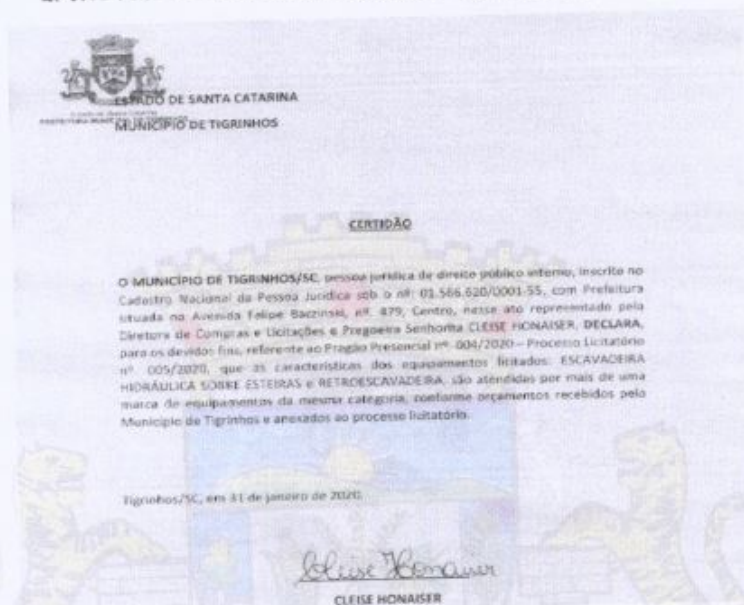 ESTADO DE SANTA CATARINA
MUNICÍPIO DE TIGRINHOS
CERTIDÃO
O MUNICÍPIO DE TIGRINHOS/SC, pessoa jurídica de direito público interno, inscrito no
Cadastro Nacional da Pessoa Jurídica sob o nº: 01.566.620/0001-55, com Prefeitura
situada na Avenida Felipe Baczinski, nº. 479, Centro, nesse ato representado pela
Diretora de Compras e Licitações e Pregoeira Senhorita CLEISE HONAISER, DECLARA,
para os devidos fins, referente ao Pregão Presencial nº. 004/2020 – Processo Licitatório
nº. 005/2020, que as características dos equipamentos licitados: ESCAVADEIRA
HIDRÁULICA SOBRE ESTEIRAS e RETROESCAVADEIRA, são atendidas por mais de uma
marca de equipamentos da mesma categoria, conforme orçamentos recebidos pelo
Município de Tigrinhos e anexados ao processo licitatório.
Tigrinhos/SC, em 31 de janeiro de 2020.
Cleise Honaiser
CLEISE HONAISER